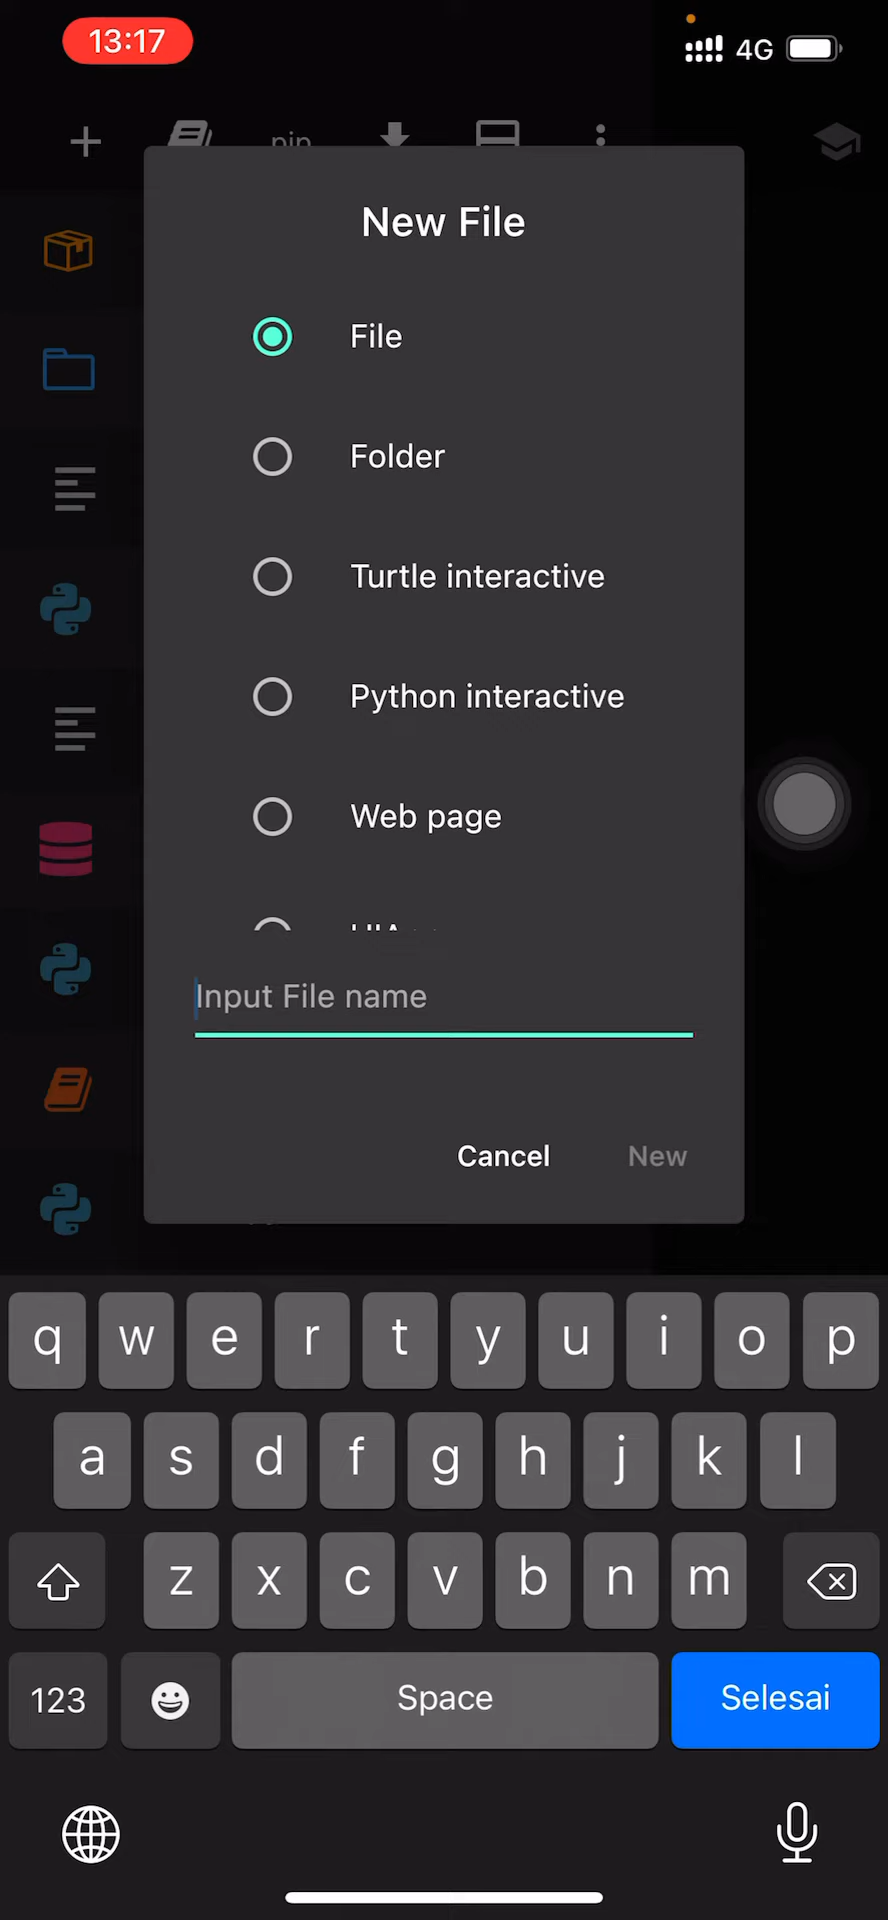 13:17
4G
pip
New File
File
Folder
Turtle interactive
Python interactive
Web page
Input File name
Cancel
New
q w e r t y u i o p
a s d f g h j k l
z x c v b n m
123
Space
Selesai